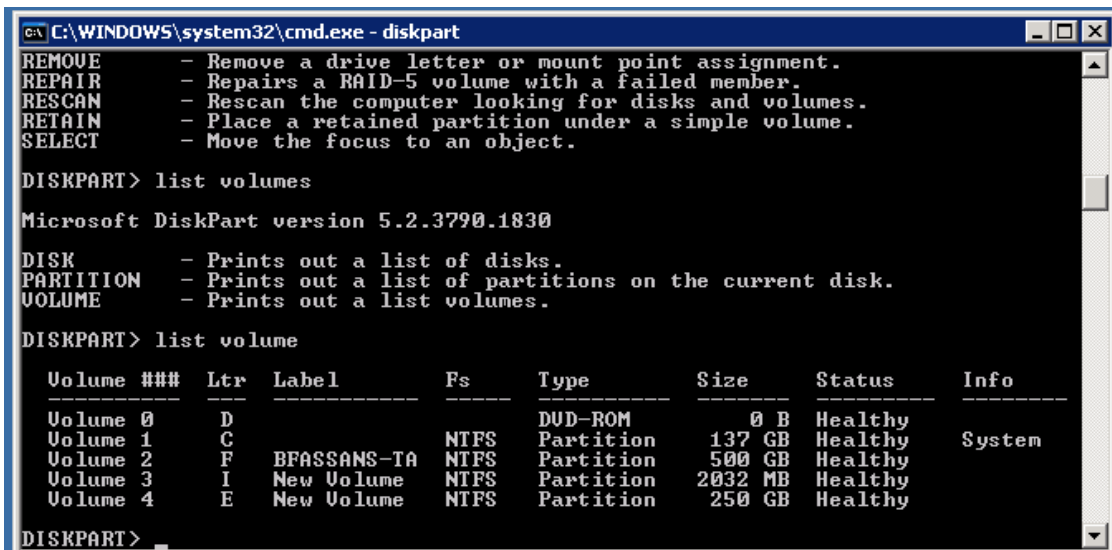 C:\WINDOWS\system32\cmd.exe - diskpart
REMOVE - Remove a drive letter or mount point assignment.
REPAIR - Repairs a RAID-5 volume with a failed member.
RESCAN - Rescan the computer looking for disks and volumes.
RETAIN - Place a retained partition under a simple volume.
SELECT - Move the focus to an object.
DISKPART> list volumes
Microsoft DiskPart version 5.2.3790.1830
DISK - Prints out a list of disks.
PARTITION - Prints out a list of partitions on the current disk.
VOLUME - Prints out a list volumes.
DISKPART> list volume
Volume ### Ltr Label Fs Type Size Status Info
---------- --- ----------- ----- ---------- ------- --------- --------
Volume 0 D DVD-ROM 0 B Healthy
Volume 1 C NTFS Partition 137 GB Healthy System
Volume 2 F BFASSANS-TA NTFS Partition 500 GB Healthy
Volume 3 I New Volume NTFS Partition 2032 MB Healthy
Volume 4 E New Volume NTFS Partition 250 GB Healthy
DISKPART> _